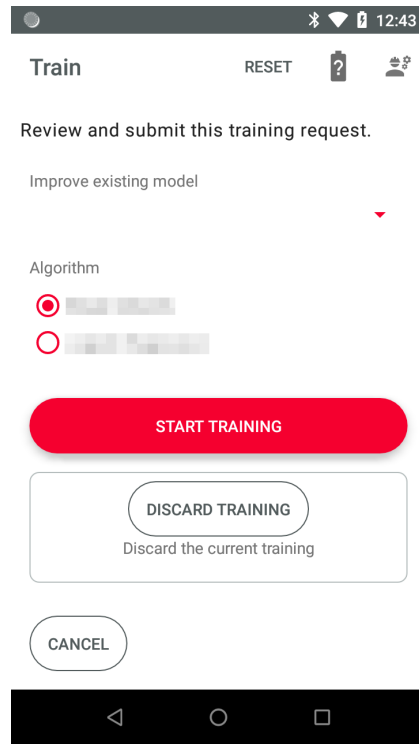 12:43
Train
RESET
?
Review and submit this training request.
Improve existing model
Algorithm
START TRAINING
DISCARD TRAINING
Discard the current training
CANCEL